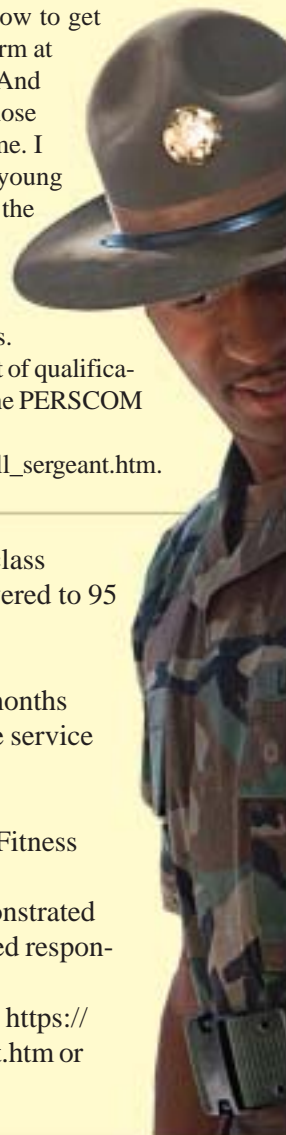 ow to get
rm at
And
ose
ne. I
young
the
s.
t of qualifica-
he PERSCOM
ll_sergeant.htm.
lass
ered to 95
months
e service
Fitness
onstrated
ed respon-
https://
t.htm or